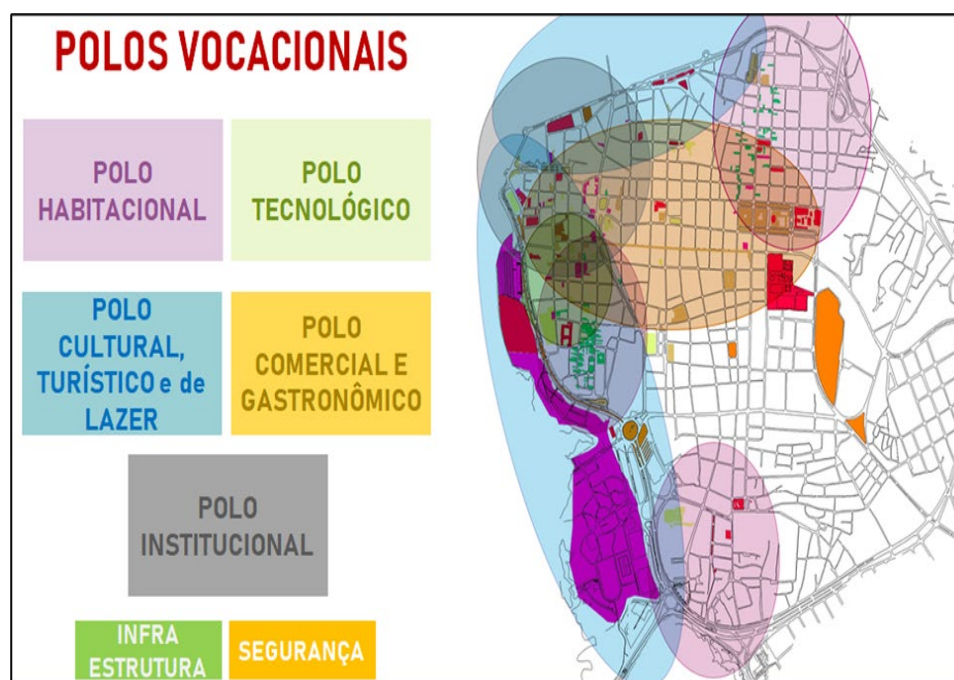 POLOS VOCACIONAIS
POLO
HABITACIONAL
POLO
TECNOLÓGICO
POLO
CULTURAL,
TURÍSTICO e de
LAZER
POLO
COMERCIAL E
GASTRONÔMICO
POLO
INSTITUCIONAL
INFRA
ESTRUTURA
SEGURANÇA